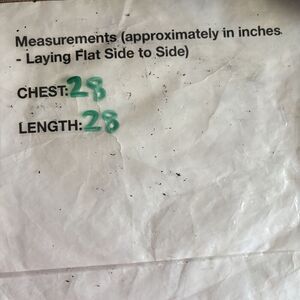 Measurements (approximately in inches
- Laying Flat Side to Side)
CHEST: 28
LENGTH: 28